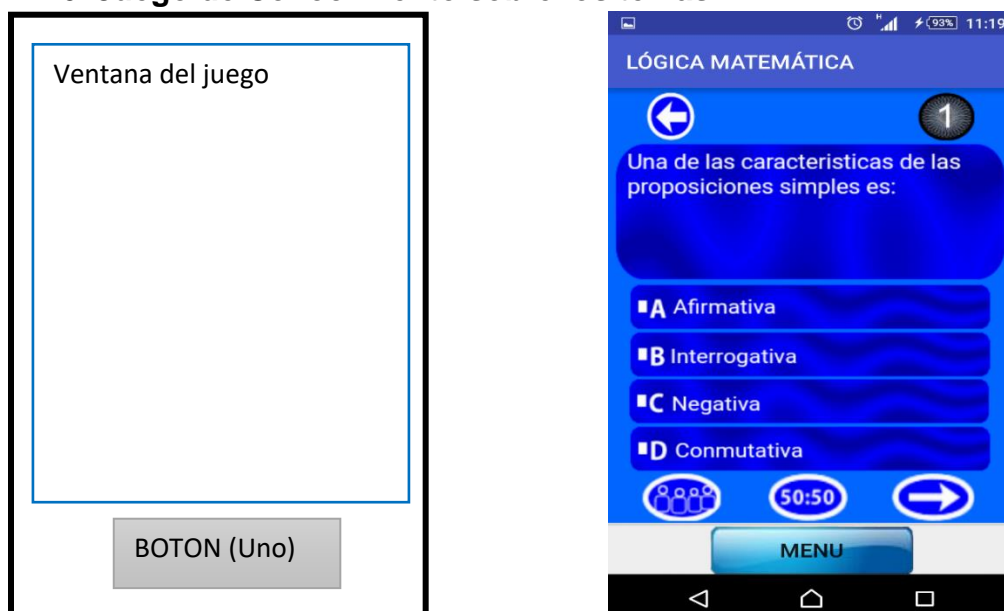 Ventana del juego
BOTON (Uno)
93% 11:19
LÓGICA MATEMÁTICA
1
Una de las caracteristicas de las
proposiciones simples es:
A Afirmativa
B Interrogativa
C Negativa
D Conmutativa
50:50
MENU